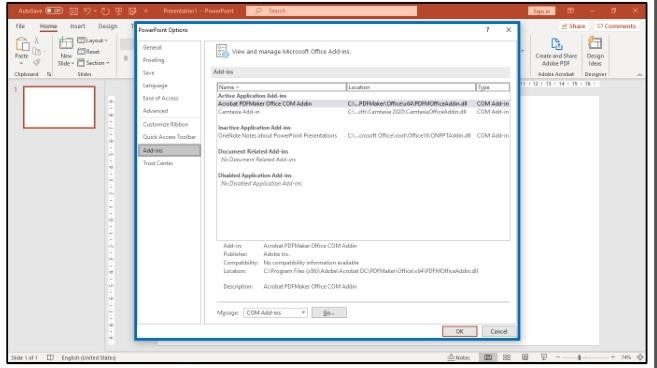 AutoSave Off Presentation1 - PowerPoint Search Sign in
File Home Insert Design Share Comments
Paste New Slide Layout Reset Section Create and Share Adobe PDF Design Ideas
Clipboard Slides Adobe Acrobat Designer
PowerPoint Options ? ×
General
Proofing
Save
Language
Ease of Access
Advanced
Customize Ribbon
Quick Access Toolbar
Add-ins
Trust Center
View and manage Microsoft Office Add-ins.
Add-ins
Name Location Type
Active Application Add-ins
Acrobat PDFMaker Office COM Addin C:\...PDFMaker\Office\x64\PDFMOfficeAddin.dll COM Add-in
Camtasia Add-in C:\...ith\Camtasia 2020\CamtasiaOfficeAddin.dll COM Add-in
Inactive Application Add-ins
OneNote Notes about PowerPoint Presentations C:\...crosoft Office\root\Office16\ONPPTAddin.dll COM Add-in
Document Related Add-ins
No Document Related Add-ins
Disabled Application Add-ins
No Disabled Application Add-ins
Add-in: Acrobat PDFMaker Office COM Addin
Publisher: Adobe Inc.
Compatibility: No compatibility information available
Location: C:\Program Files (x86)\Adobe\Acrobat DC\PDFMaker\Office\x64\PDFMOfficeAddin.dll
Description: Acrobat PDFMaker Office COM Addin
Manage: COM Add-ins Go...
OK Cancel
1
11 12 13 14 15 16
Slide 1 of 1 English (United States) Notes 74%